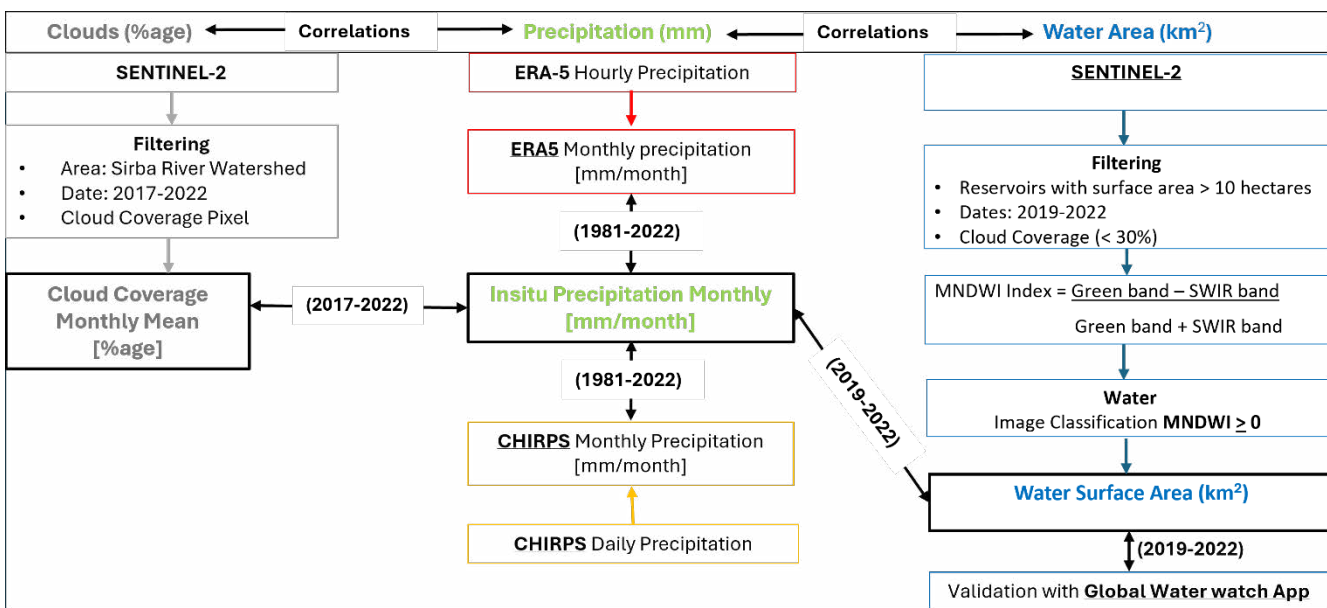 Clouds (%age)
Correlations
Precipitation (mm)
Correlations
Water Area (km²)
SENTINEL-2
Filtering
• Area: Sirba River Watershed
• Date: 2017-2022
• Cloud Coverage Pixel
Cloud Coverage
Monthly Mean
[%age]
(2017-2022)
ERA-5 Hourly Precipitation
ERA5 Monthly precipitation
[mm/month]
(1981-2022)
Insitu Precipitation Monthly
[mm/month]
(1981-2022)
CHIRPS Monthly Precipitation
[mm/month]
CHIRPS Daily Precipitation
(2019-2022)
SENTINEL-2
Filtering
• Reservoirs with surface area > 10 hectares
• Dates: 2019-2022
• Cloud Coverage (< 30%)
MNDWI Index = Green band – SWIR band
Green band + SWIR band
Water
Image Classification MNDWI ≥ 0
Water Surface Area (km²)
(2019-2022)
Validation with Global Water watch App